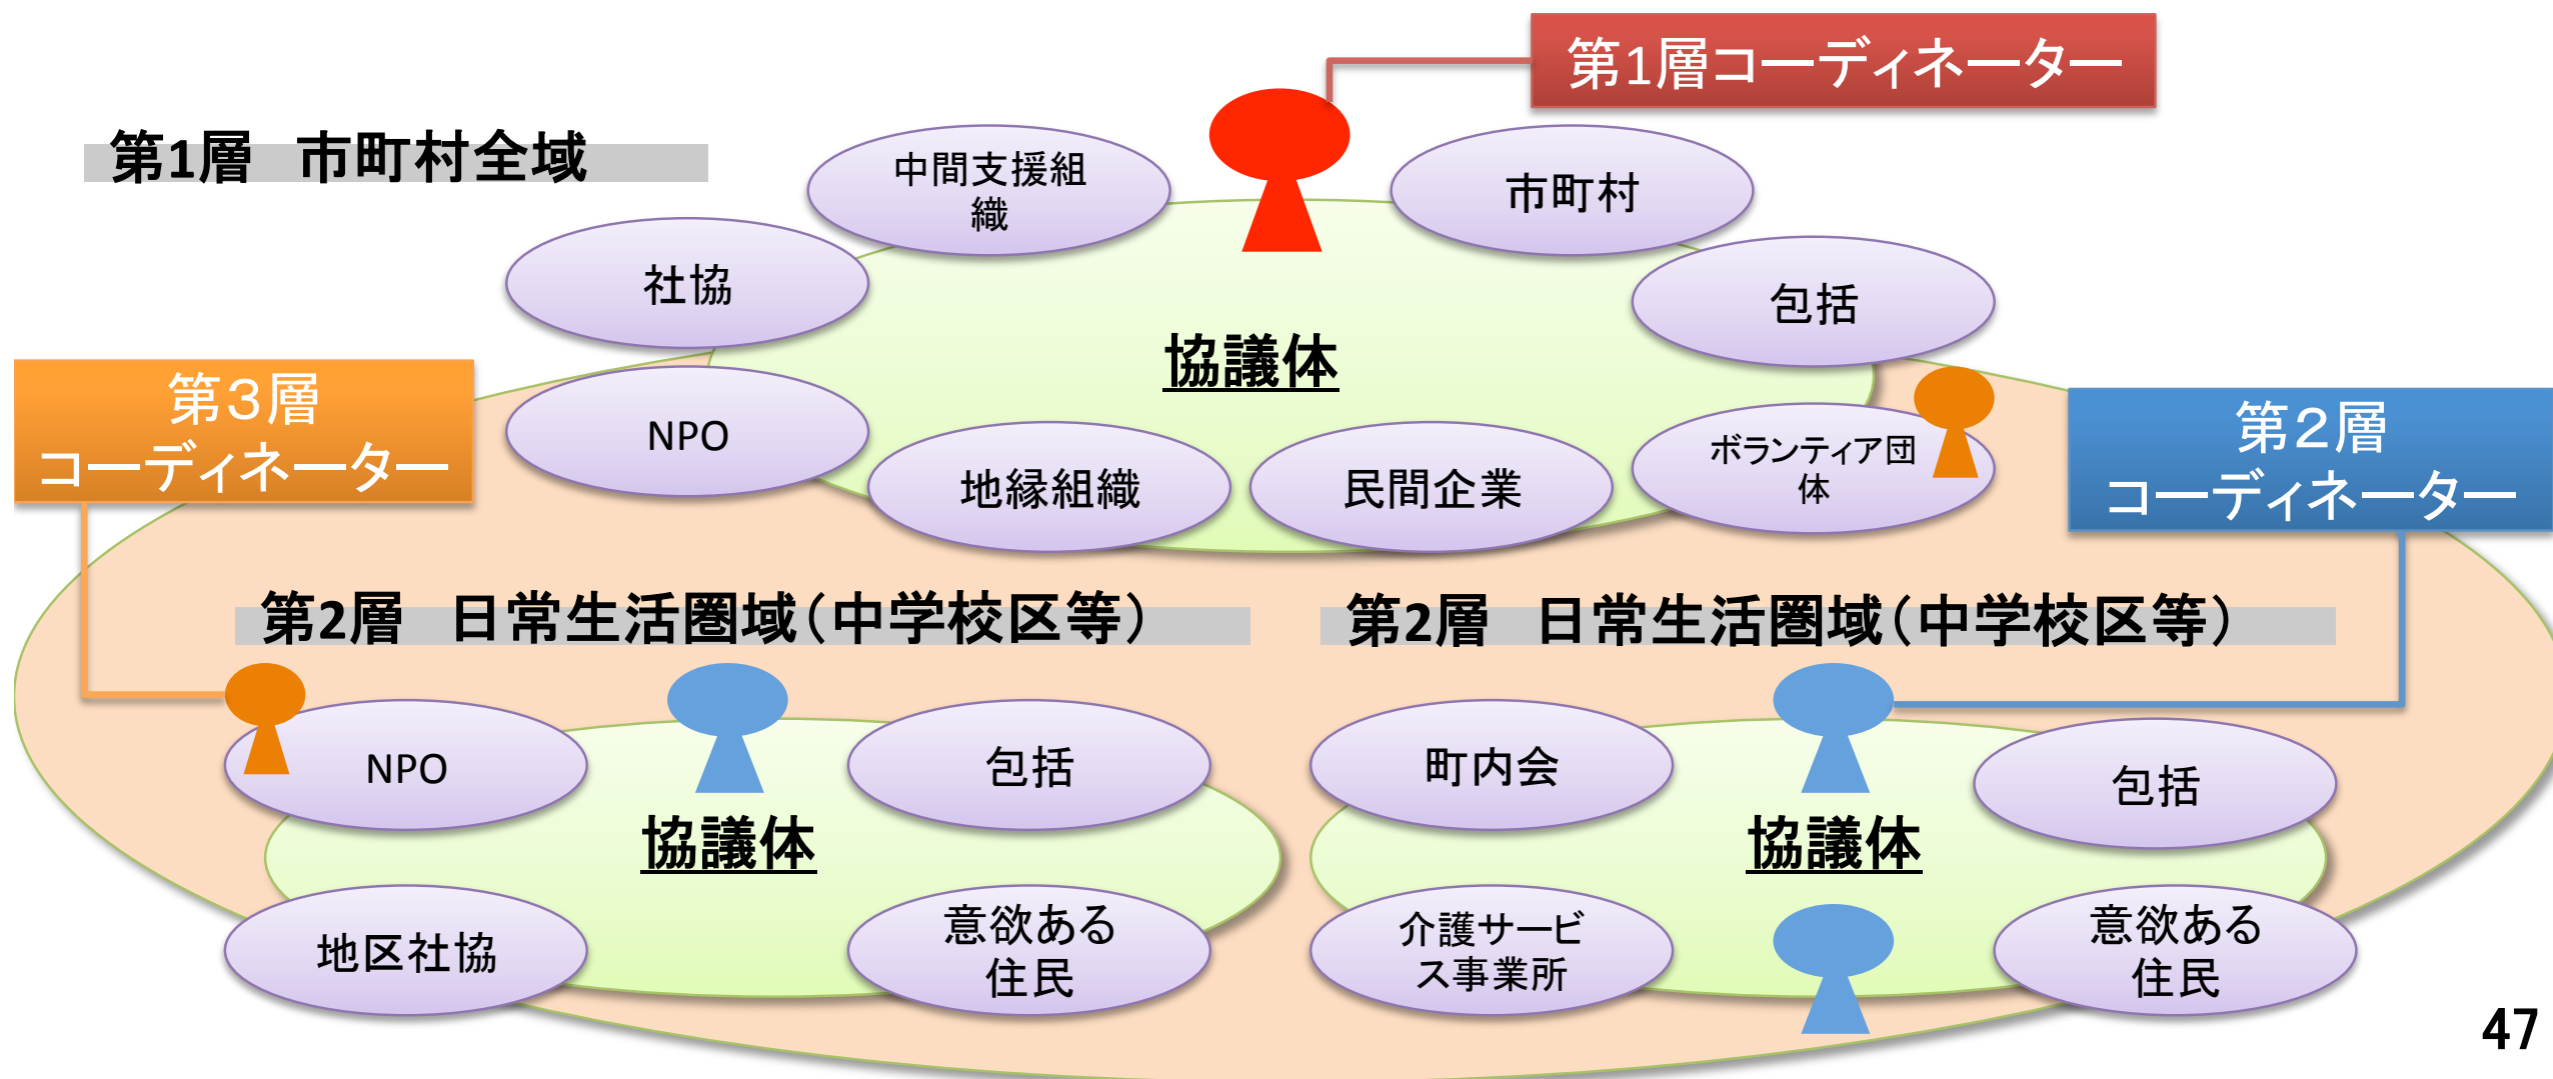 第1層コーディネーター
第1層　市町村全域
中間支援組
織
市町村
社協
包括
協議体
第３層
コーディネーター
NPO
地縁組織
民間企業
ボランティア団
体
第２層
コーディネーター
第2層　日常生活圏域（中学校区等）
第2層　日常生活圏域（中学校区等）
NPO
包括
協議体
地区社協
意欲ある
住民
町内会
包括
協議体
介護サービ
ス事業所
意欲ある
住民
47